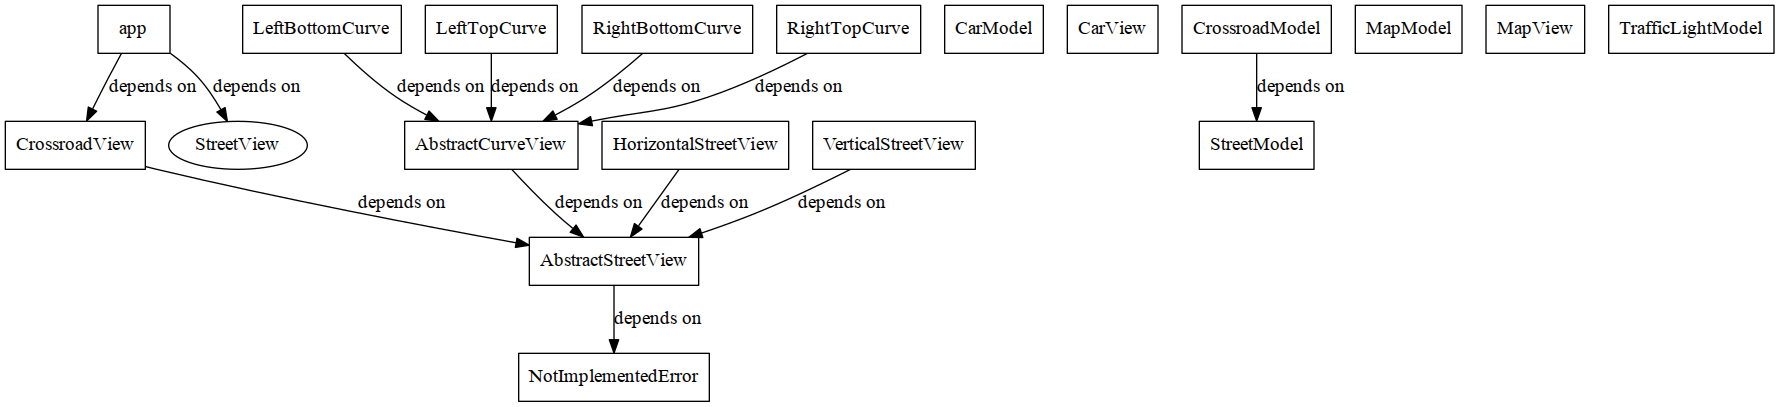 app
LeftBottomCurve
LeftTopCurve
RightBottomCurve
RightTopCurve
CarModel
CarView
CrossroadModel
MapModel
MapView
TrafficLightModel
depends on
depends on
depends on
depends on
depends on
depends on
depends on
CrossroadView
StreetView
AbstractCurveView
HorizontalStreetView
VerticalStreetView
StreetModel
depends on
depends on
depends on
depends on
AbstractStreetView
depends on
NotImplementedError